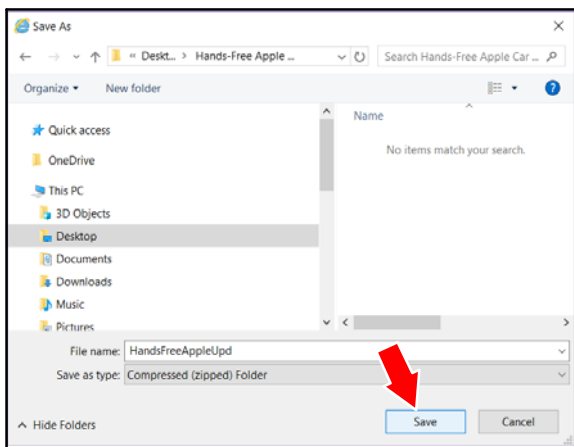 Save As
« Deskt... › Hands-Free Apple ...
Search Hands-Free Apple Car ...
Organize
New folder
?
Name
No items match your search.
Quick access
OneDrive
This PC
3D Objects
Desktop
Documents
Downloads
Music
Pictures
File name: HandsFreeAppleUpd
Save as type: Compressed (zipped) Folder
Hide Folders
Save
Cancel